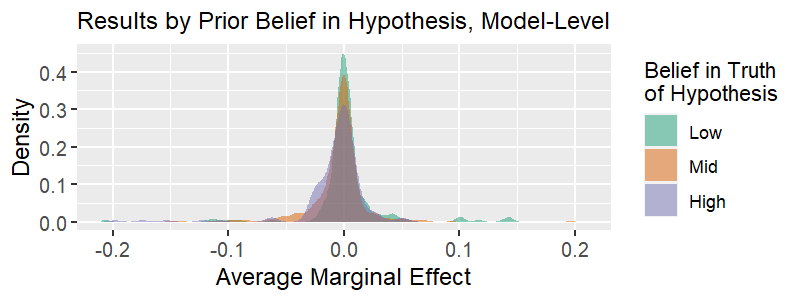 Results by Prior Belief in Hypothesis, Model-Level
Density
0.4
0.3
0.2
0.1
0.0
-0.2
-0.1
0.0
0.1
0.2
Average Marginal Effect
Belief in Truth
of Hypothesis
Low
Mid
High